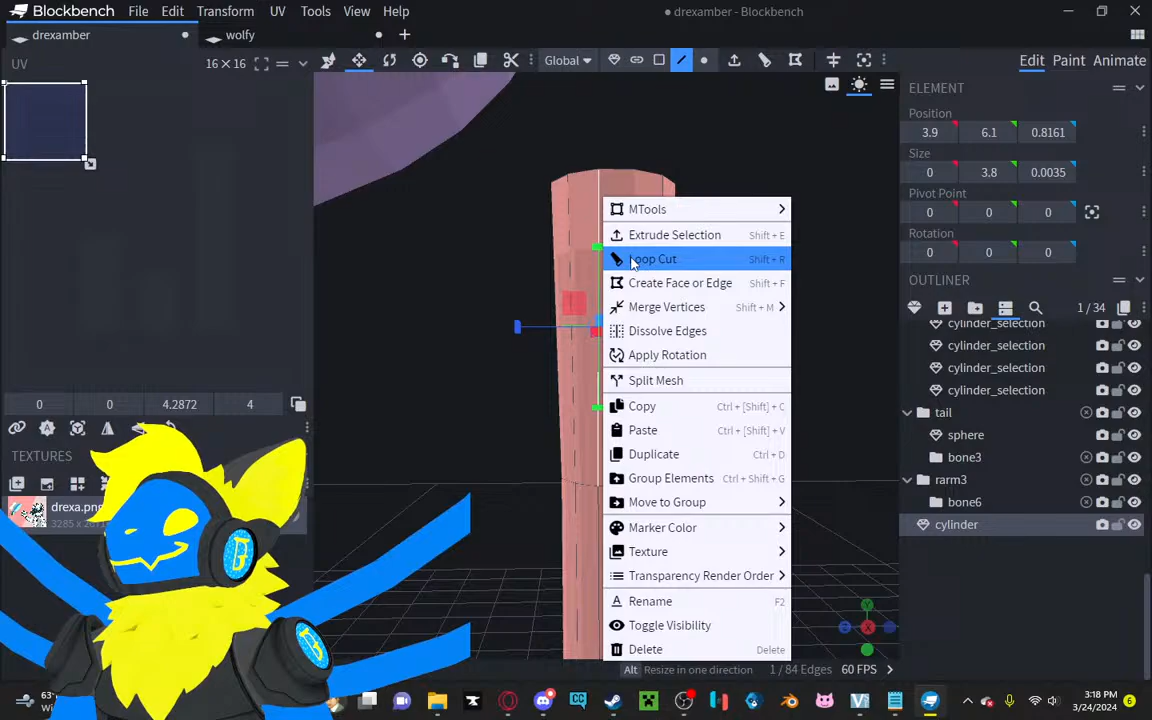 Blockbench File Edit Transform UV Tools View Help
drexamber - Blockbench
drexamber
wolfy
UV
16×16
Global
Edit Paint Animate
ELEMENT
Position
3.9 6.1 0.8161
Size
0 3.8 0.0035
Pivot Point
0 0 0
Rotation
0 0 0
OUTLINER
1 / 34
cylinder_selection
cylinder_selection
cylinder_selection
cylinder_selection
tail
sphere
bone3
rarm3
bone6
cylinder
MTools
Extrude Selection Shift + E
Loop Cut Shift + R
Create Face or Edge Shift + F
Merge Vertices Shift + M
Dissolve Edges
Apply Rotation
Split Mesh
Copy Ctrl + [Shift] + C
Paste Ctrl + [Shift] + V
Duplicate Ctrl + D
Group Elements Ctrl + Shift + G
Move to Group
Marker Color
Texture
Transparency Render Order
Rename F2
Toggle Visibility
Delete Delete
0 0 4.2872 4
TEXTURES
drexa.png
Alt Resize in one direction 1 / 84 Edges 60 FPS
63°
3:18 PM
3/24/2024
6